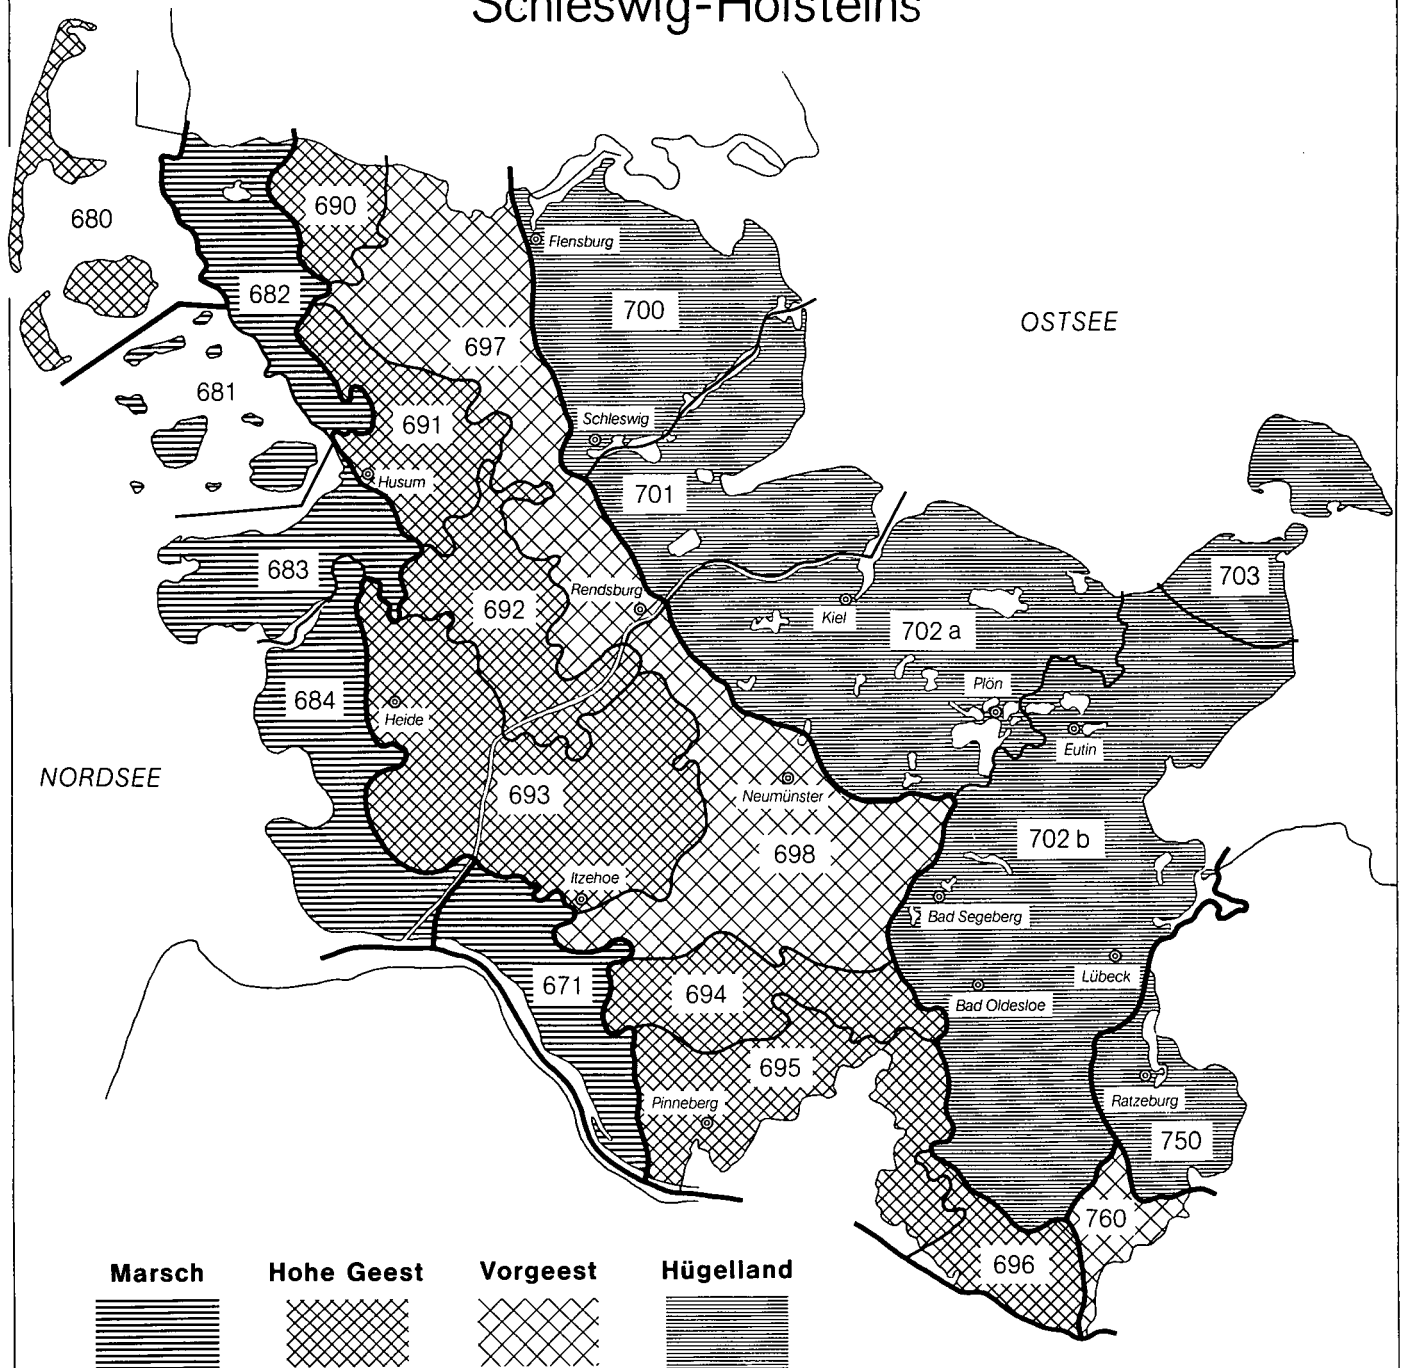 Schleswig-Holsteins
680
690
Flensburg
682
700
697
OSTSEE
681
691
Schleswig
Husum
701
683
703
Rendsburg
692
Kiel
702 a
684
Heide
Plön
Eutin
NORDSEE
693
Neumünster
702 b
698
Itzehoe
Bad Segeberg
671
694
Lübeck
Bad Oldesloe
695
Pinneberg
Ratzeburg
750
760
696
Marsch Hohe Geest Vorgeest Hügelland